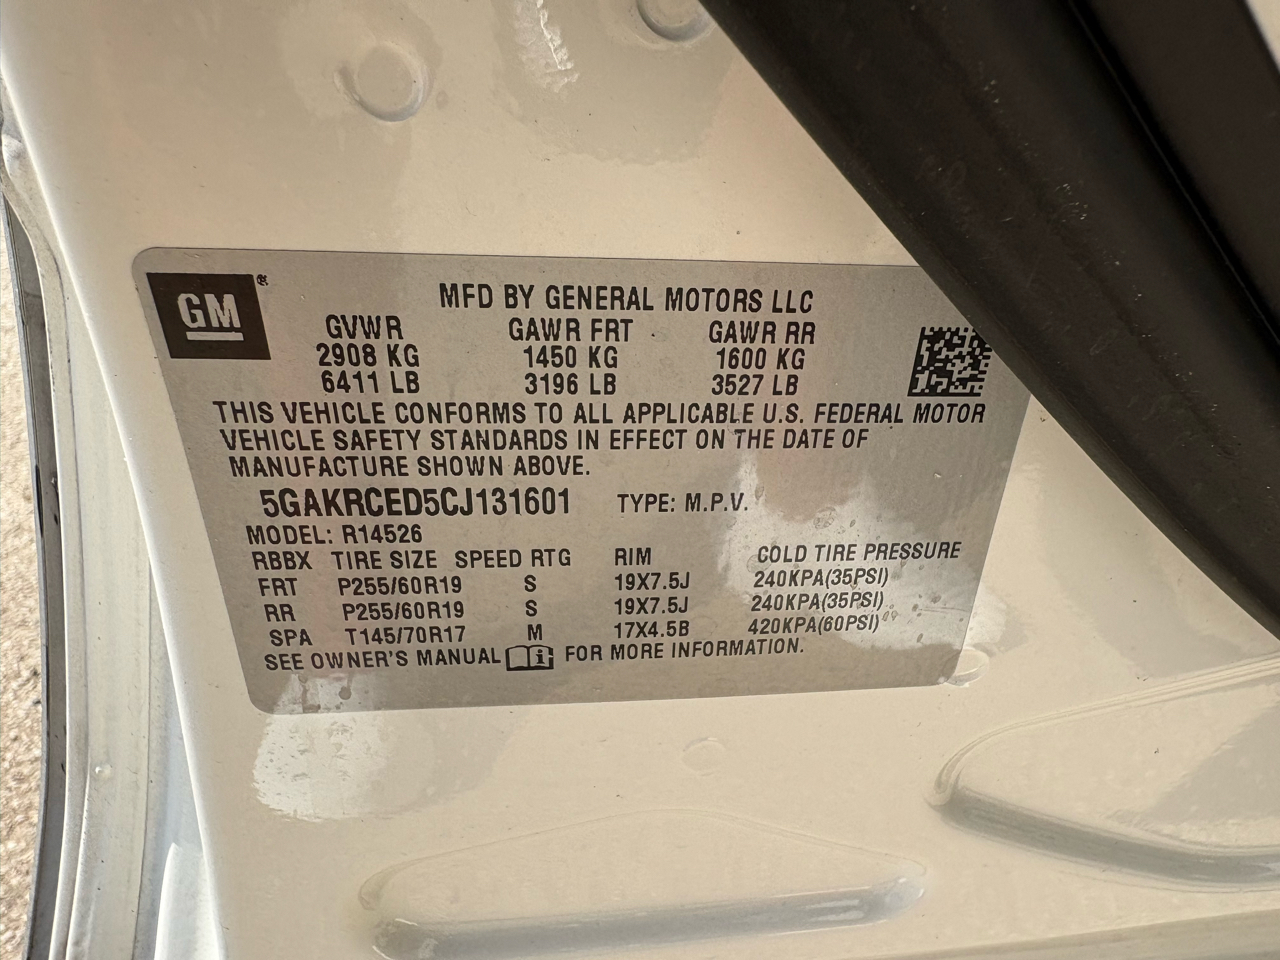 GM ®
MFD BY GENERAL MOTORS LLC
GVWR GAWR FRT GAWR RR
2908 KG 1450 KG 1600 KG
6411 LB 3196 LB 3527 LB
THIS VEHICLE CONFORMS TO ALL APPLICABLE U.S. FEDERAL MOTOR
VEHICLE SAFETY STANDARDS IN EFFECT ON THE DATE OF
MANUFACTURE SHOWN ABOVE.
5GAKRCED5CJ131601 TYPE: M.P.V.
MODEL: R14526
RBBX TIRE SIZE SPEED RTG RIM COLD TIRE PRESSURE
FRT P255/60R19 S 19X7.5J 240KPA(35PSI)
RR P255/60R19 S 19X7.5J 240KPA(35PSI)
SPA T145/70R17 M 17X4.5B 420KPA(60PSI)
SEE OWNER'S MANUAL FOR MORE INFORMATION.